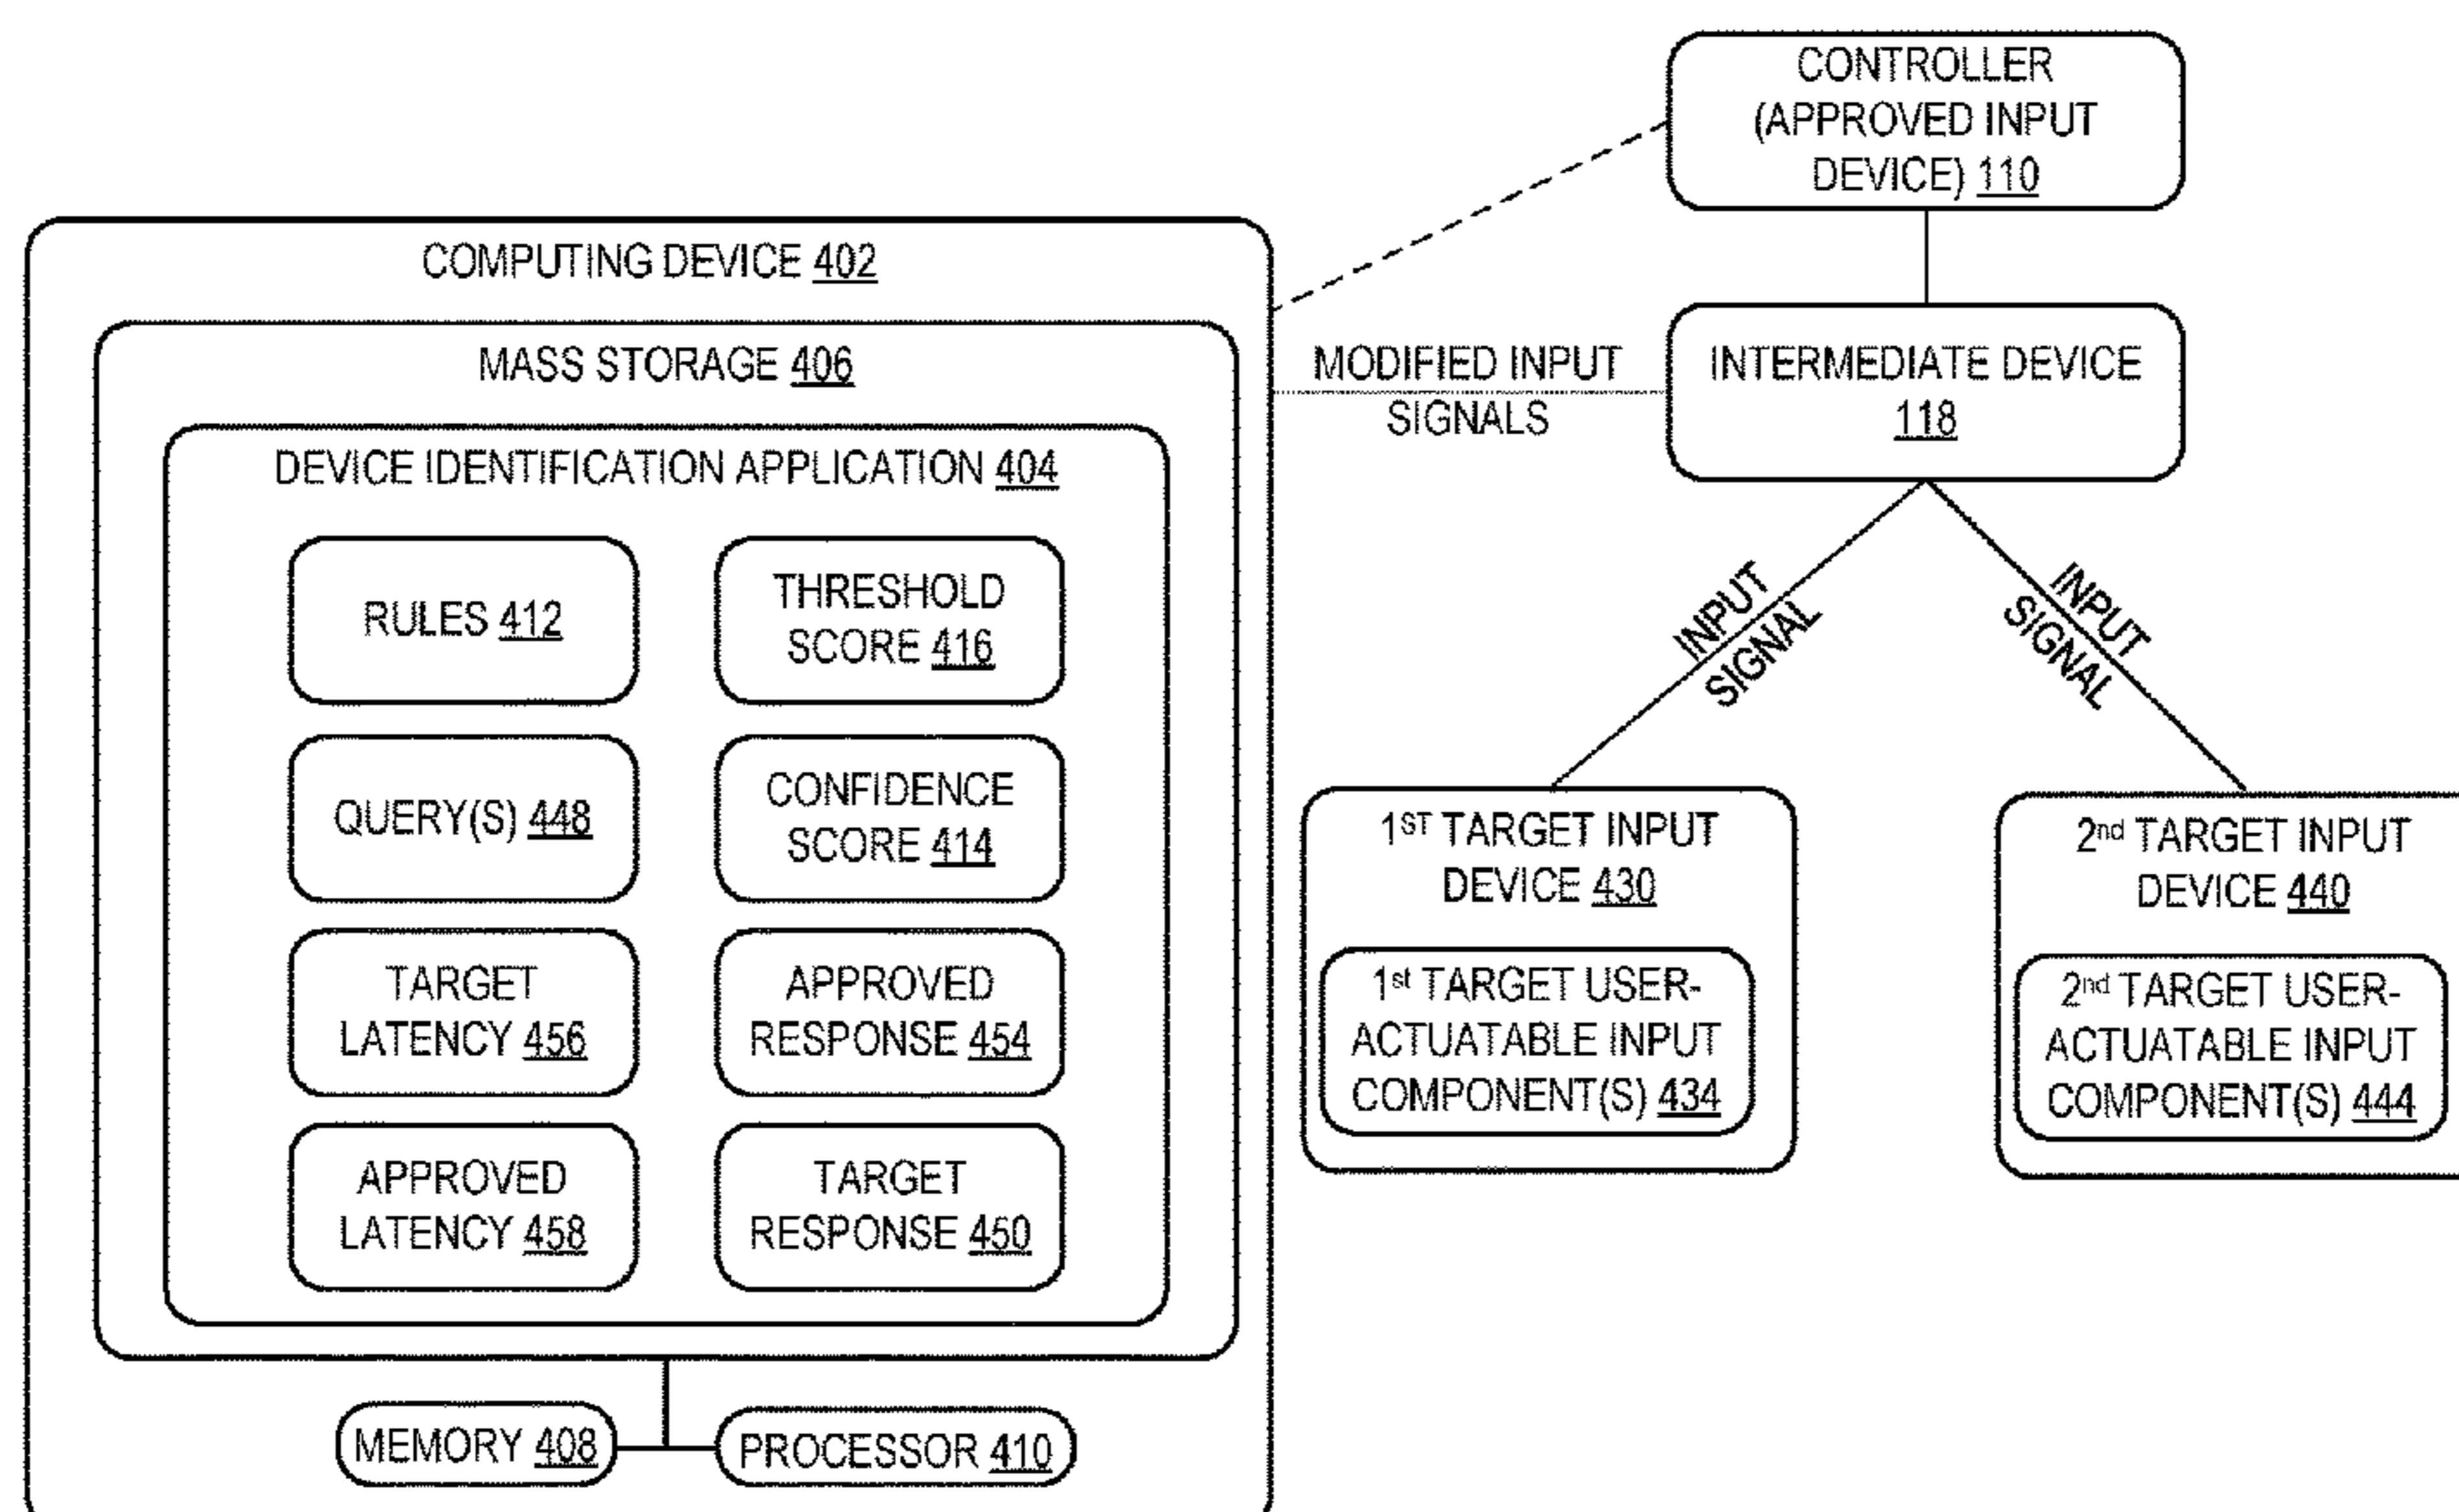 CONTROLLER
(APPROVED INPUT
DEVICE) 110
COMPUTING DEVICE 402
MASS STORAGE 406
MODIFIED INPUT
SIGNALS
INTERMEDIATE DEVICE
118
DEVICE IDENTIFICATION APPLICATION 404
RULES 412
THRESHOLD
SCORE 416
INPUT
SIGNAL
INPUT
SIGNAL
QUERY(S) 448
CONFIDENCE
SCORE 414
1ST TARGET INPUT
DEVICE 430
2nd TARGET INPUT
DEVICE 440
TARGET
LATENCY 456
APPROVED
RESPONSE 454
1st TARGET USER-
ACTUATABLE INPUT
COMPONENT(S) 434
2nd TARGET USER-
ACTUATABLE INPUT
COMPONENT(S) 444
APPROVED
LATENCY 458
TARGET
RESPONSE 450
MEMORY 408
PROCESSOR 410